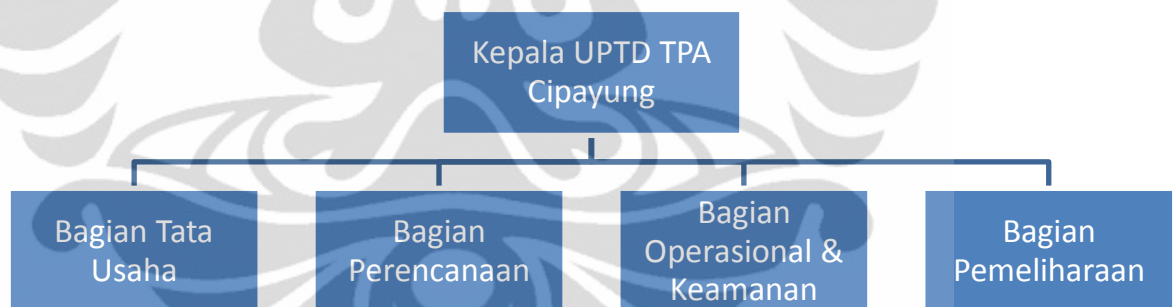 Kepala UPTD TPA
Cipayung
Bagian Tata
Usaha
Bagian
Perencanaan
Bagian
Operasional &
Keamanan
Bagian
Pemeliharaan